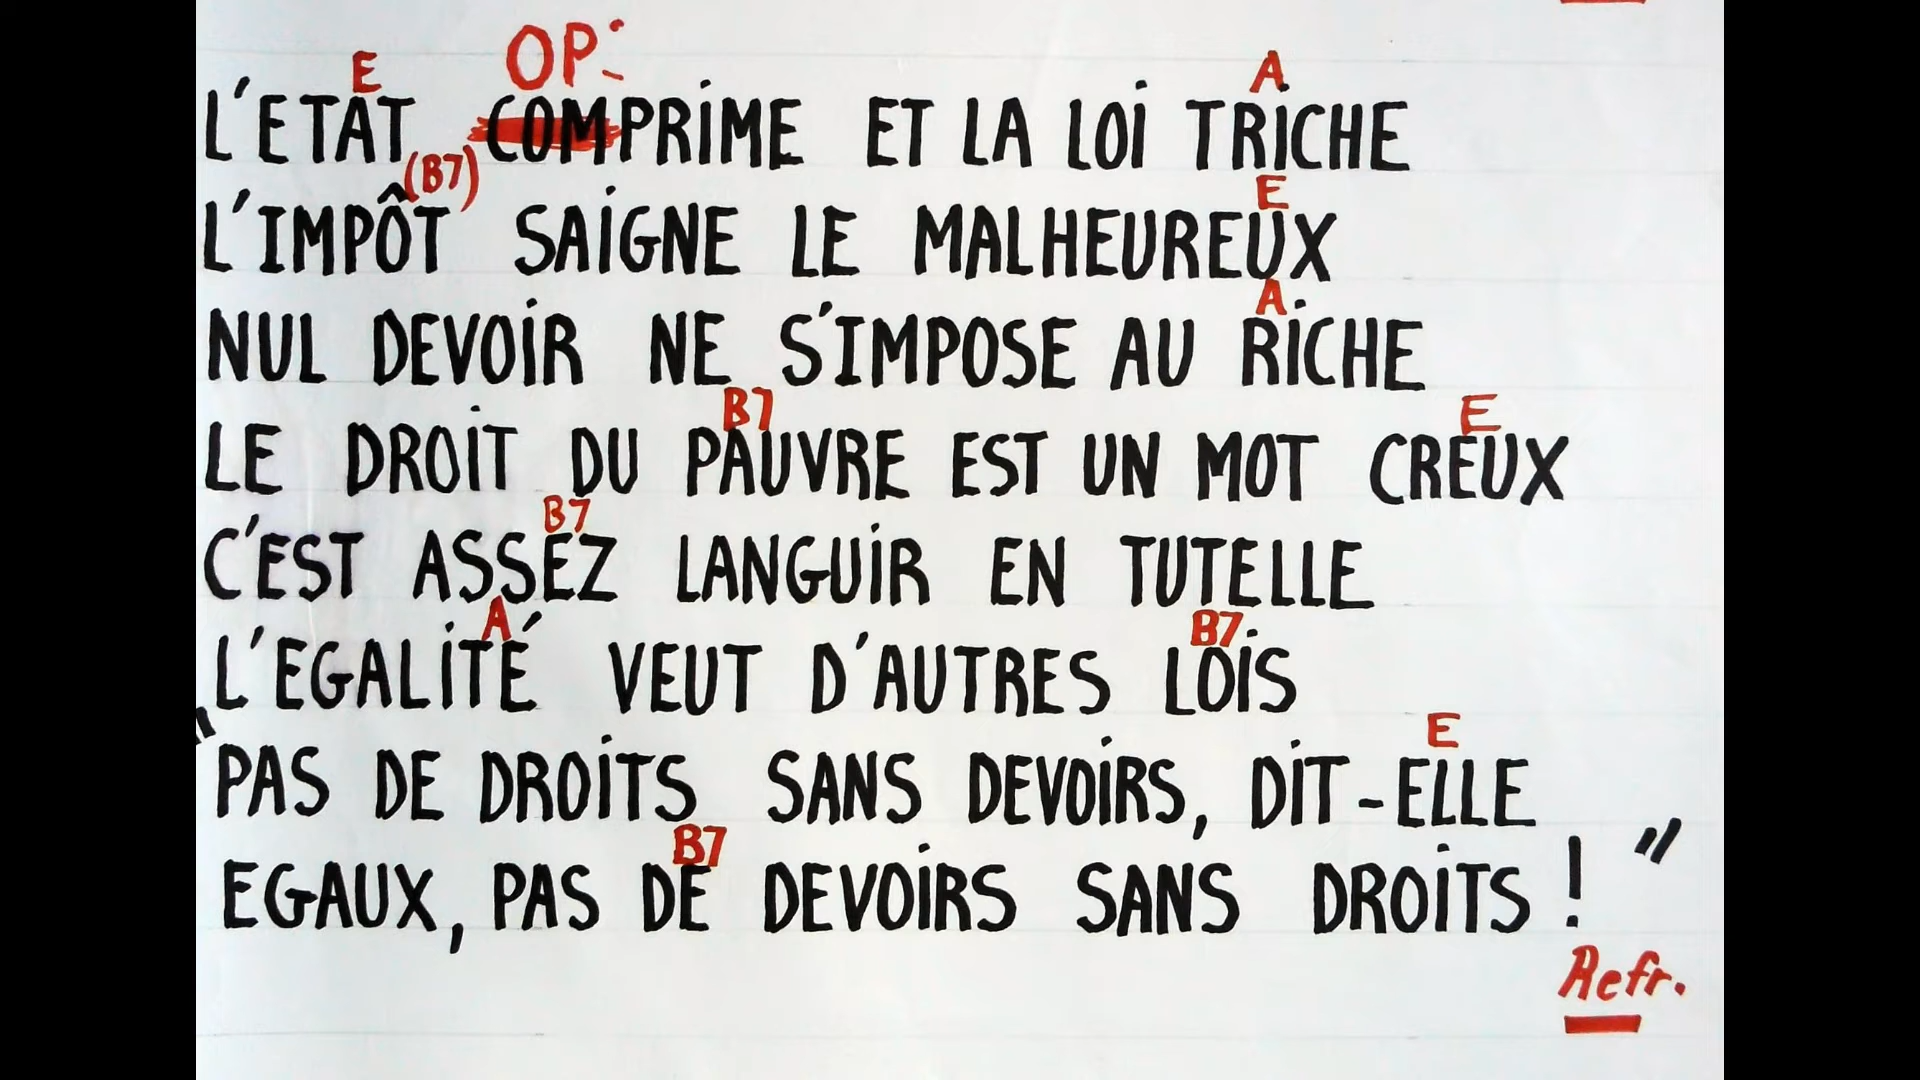 E OP: A
L'ETAT COMPRIME ET LA LOI TRICHE
(B7) E
L'IMPÔT SAIGNE LE MALHEUREUX
A
NUL DEVOIR NE S'IMPOSE AU RICHE
B7 E
LE DROIT DU PAUVRE EST UN MOT CREUX
B7
C'EST ASSEZ LANGUIR EN TUTELLE
A B7
L'EGALITÉ VEUT D'AUTRES LOIS
E
"PAS DE DROITS SANS DEVOIRS, DIT-ELLE
B7
EGAUX, PAS DE DEVOIRS SANS DROITS ! "
Refr.